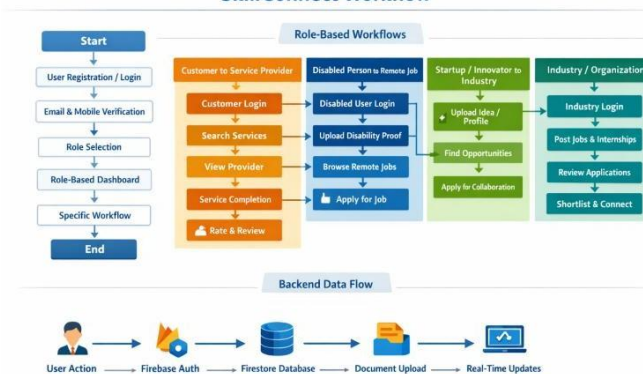 Start
User Registration / Login
Email & Mobile Verification
Role Selection
Role-Based Dashboard
Specific Workflow
End
Role-Based Workflows
Customer to Service Provider
Customer Login
Search Services
View Provider
Service Completion
Rate & Review
Disabled Person to Remote Job
Disabled User Login
Upload Disability Proof
Browse Remote Jobs
Apply for Job
Startup / Innovator to
Industry
Upload Idea /
Profile
Find Opportunities
Apply for Collaboration
Industry / Organization
Industry Login
Post Jobs & Internships
Review Applications
Shortlist & Connect
Backend Data Flow
User Action
Firebase Auth
Firestore Database
Document Upload
Real-Time Updates